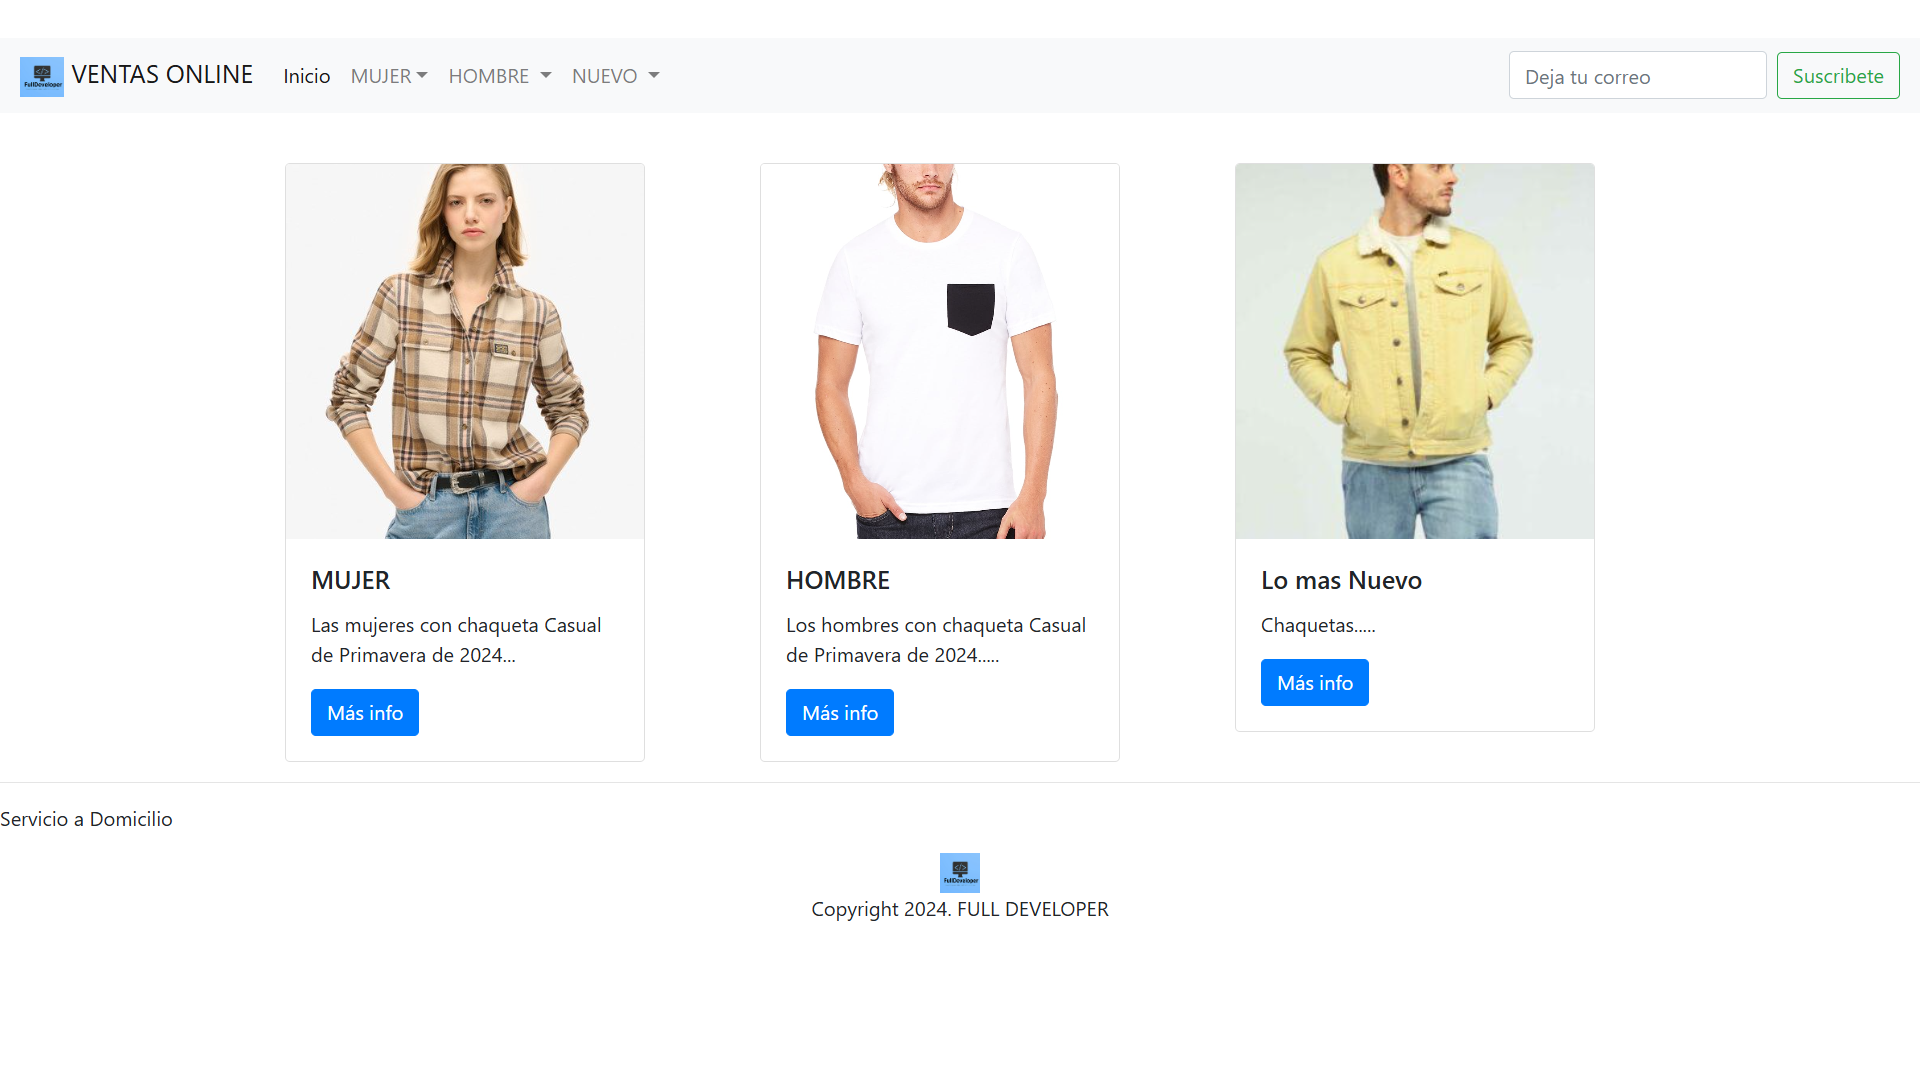 FullDeveloper
VENTAS ONLINE
Inicio
MUJER
HOMBRE
NUEVO
Deja tu correo
Suscribete
MUJER
Las mujeres con chaqueta Casual
de Primavera de 2024...
Más info
HOMBRE
Los hombres con chaqueta Casual
de Primavera de 2024.....
Más info
Lo mas Nuevo
Chaquetas.....
Más info
Servicio a Domicilio
FullDeveloper
Copyright 2024. FULL DEVELOPER